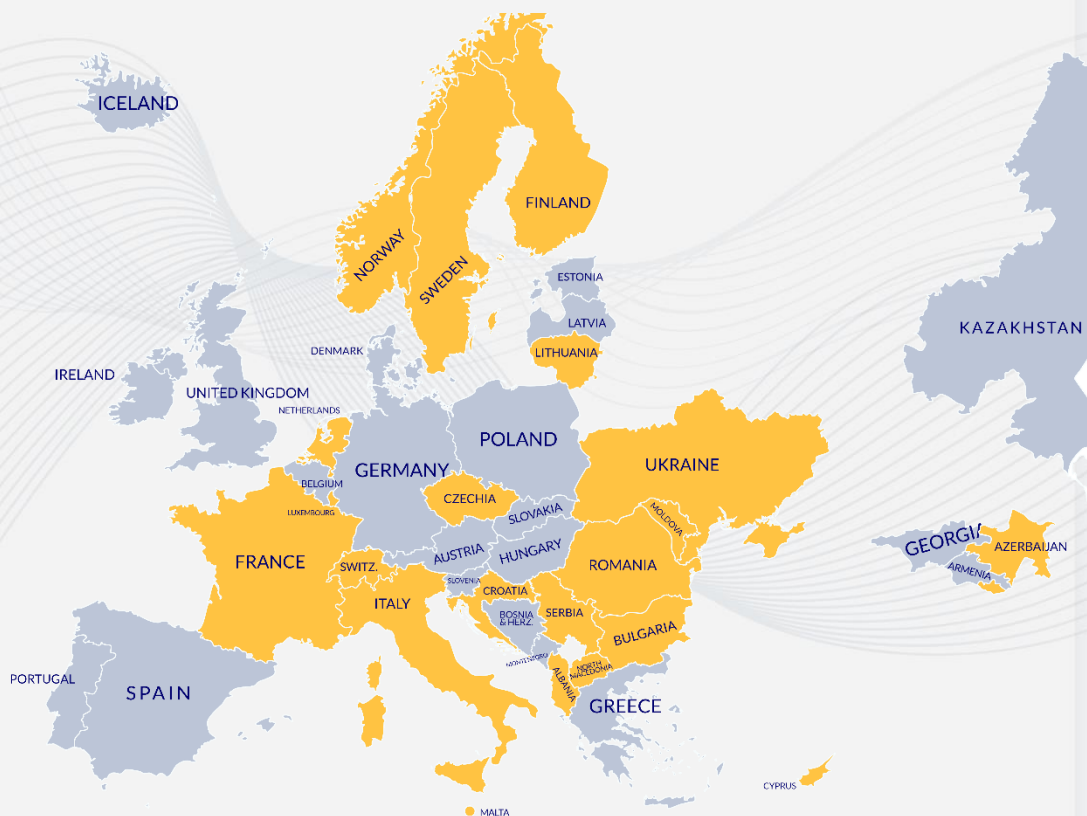 ICELAND
FINLAND
NORWAY
SWEDEN
ESTONIA
LATVIA
KAZAKHSTAN
DENMARK
LITHUANIA
IRELAND
UNITED KINGDOM
NETHERLANDS
POLAND
UKRAINE
GERMANY
BELGIUM
CZECHIA
LUXEMBOURG
SLOVAKIA
MOLDOVA
GEORGIA
AZERBAIJAN
AUSTRIA
HUNGARY
FRANCE
SWITZ.
ROMANIA
ARMENIA
SLOVENIA
CROATIA
ITALY
BOSNIA
& HERZ.
SERBIA
BULGARIA
MONTENEGRO
NORTH
MACEDONIA
ALBANIA
PORTUGAL
SPAIN
GREECE
CYPRUS
MALTA